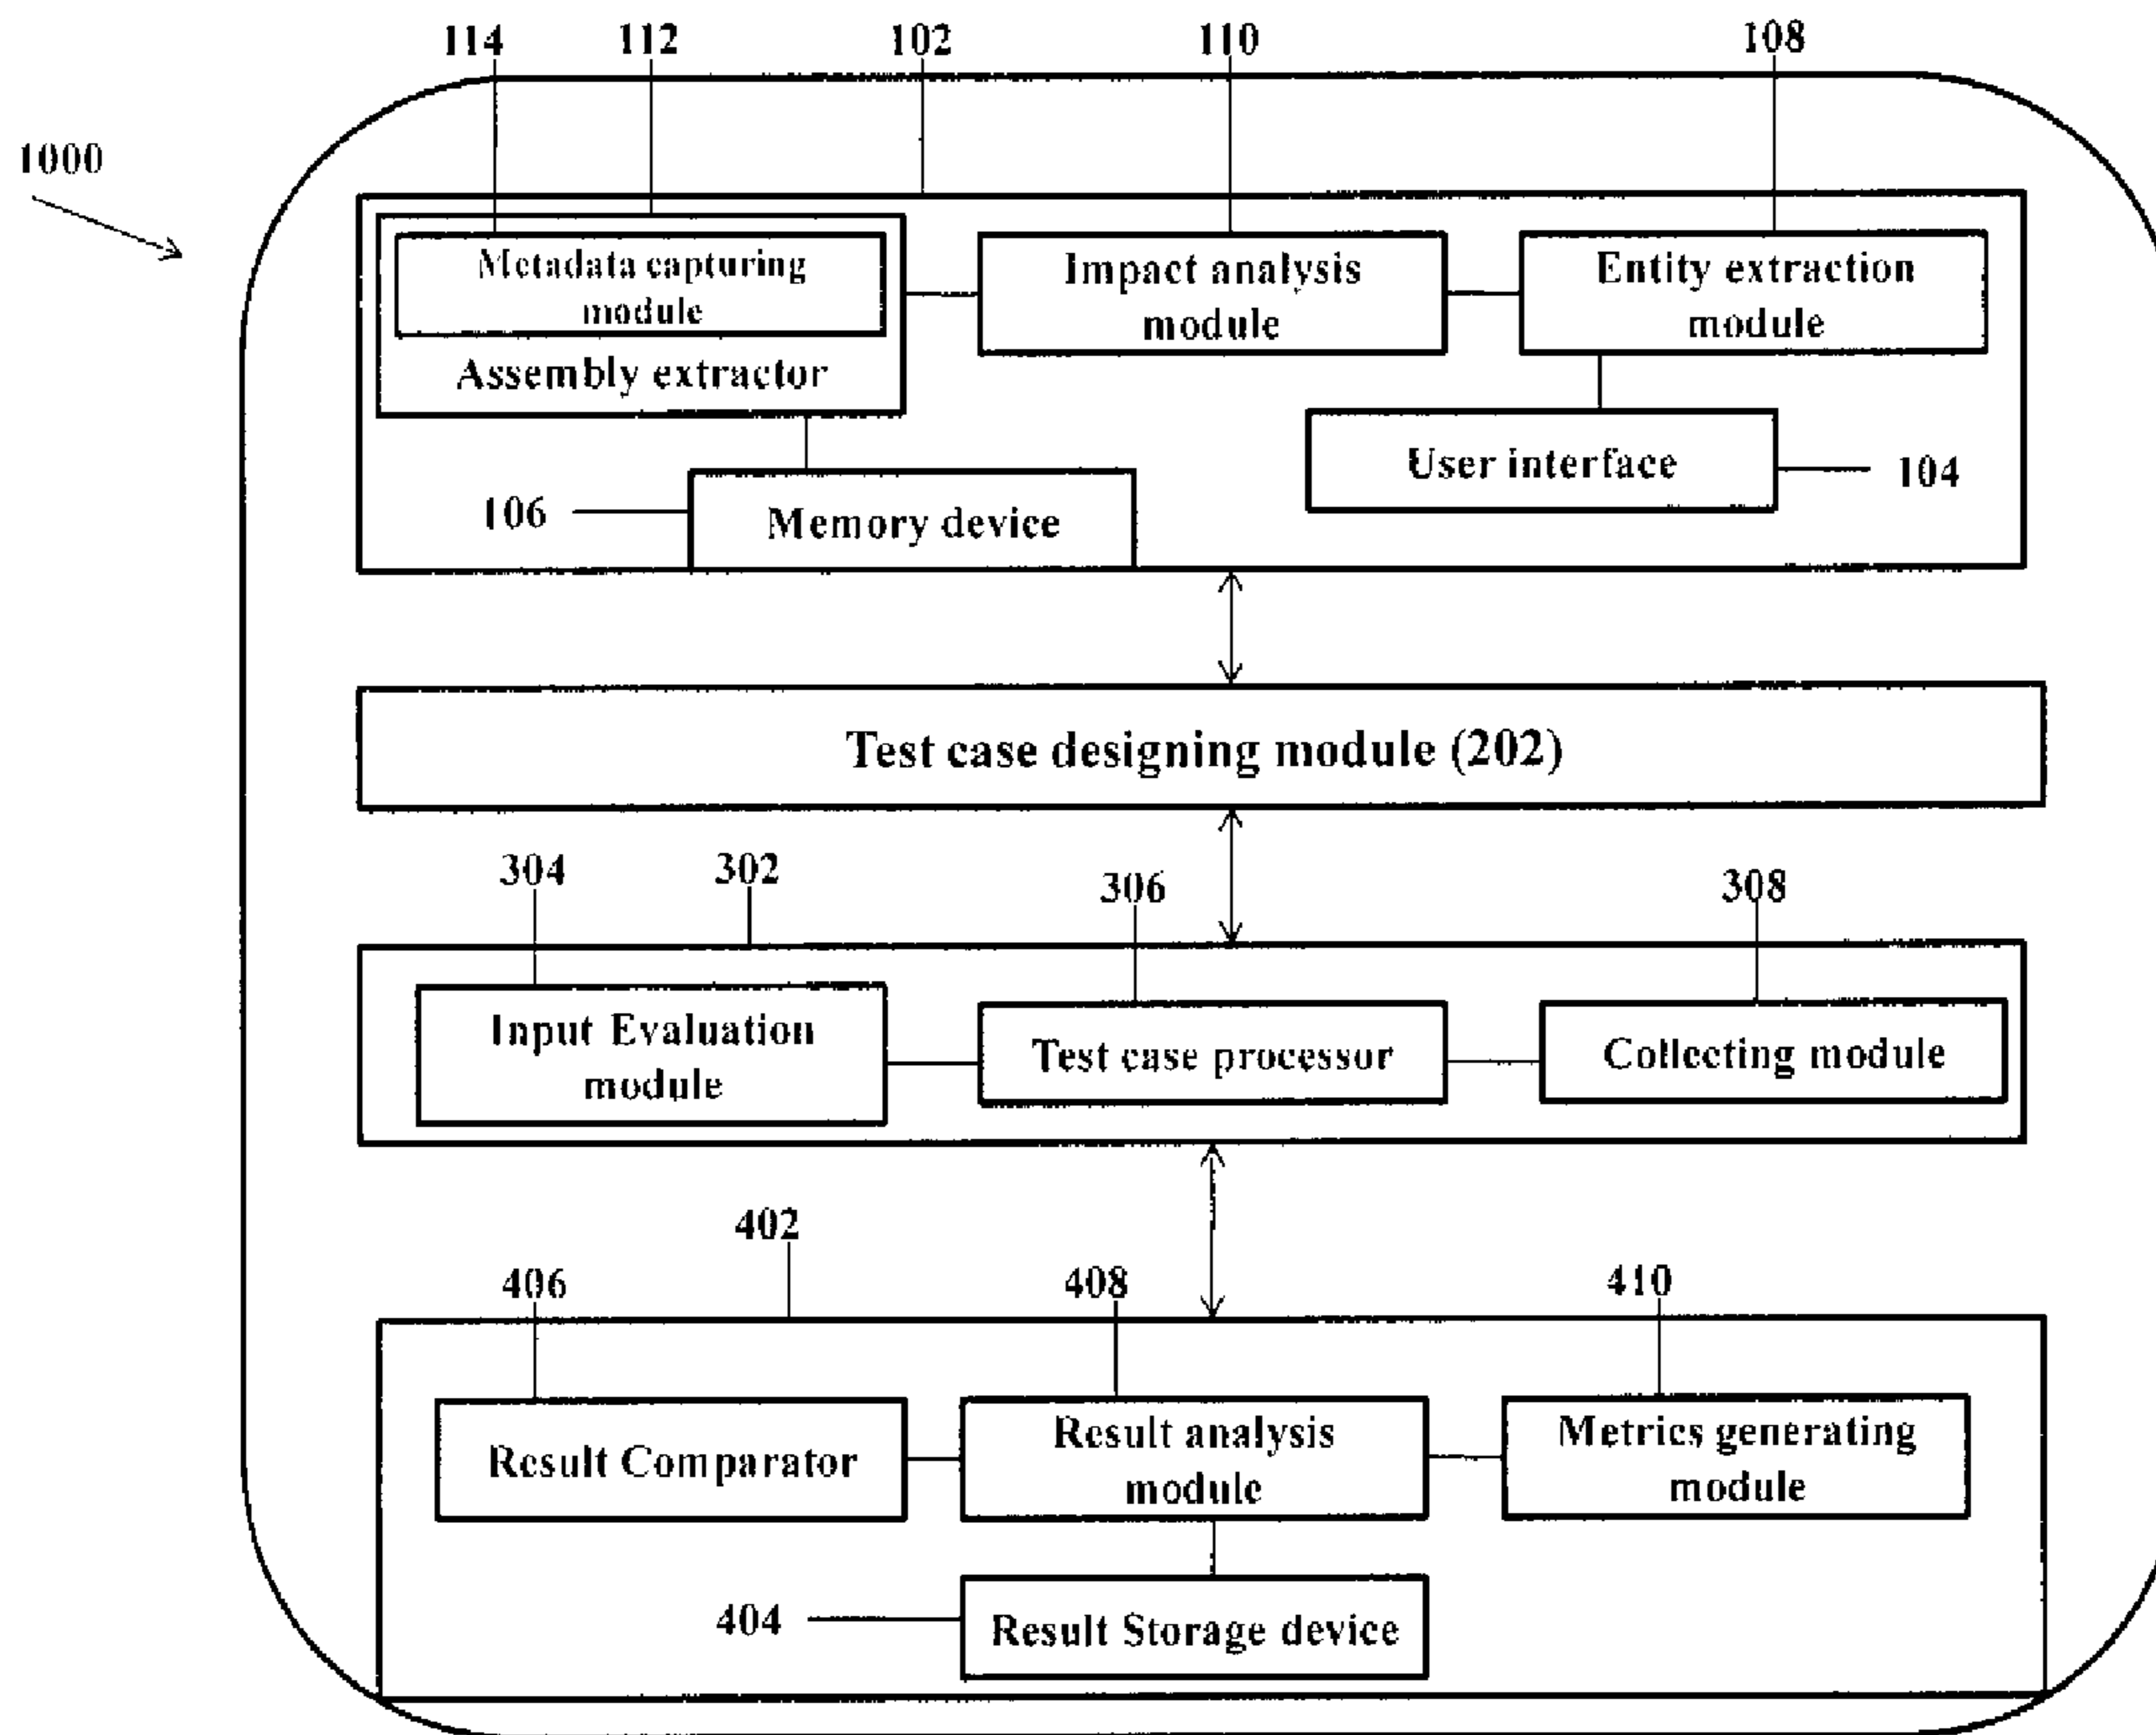 114
112
102
110
108
1000
Metadata capturing
module
Impact analysis
module
Entity extraction
module
Assembly extractor
User interface
104
106
Memory device
Test case designing module (202)
304
302
306
308
Input Evaluation
module
Test case processor
Collecting module
402
406
408
410
Result Comparator
Result analysis
module
Metrics generating
module
404
Result Storage device